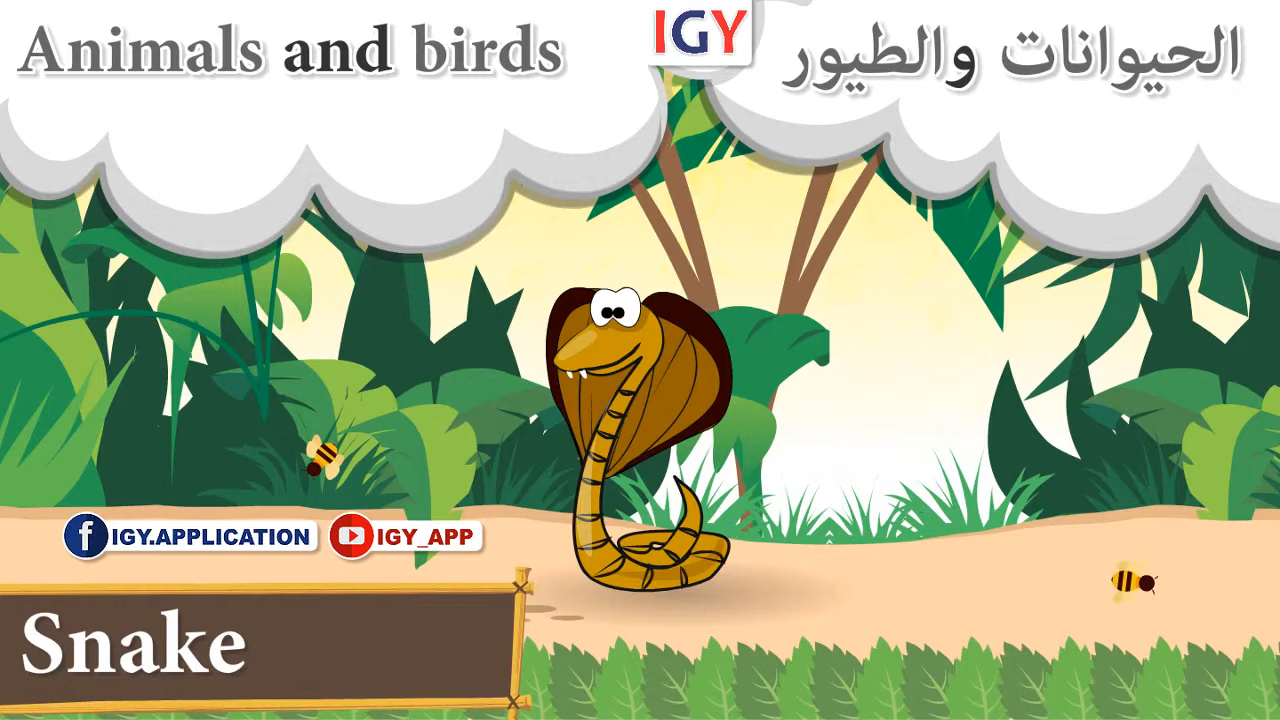 Animals and birds
IGY
الحيوانات والطيور
IGY.APPLICATION
IGY_APP
Snake